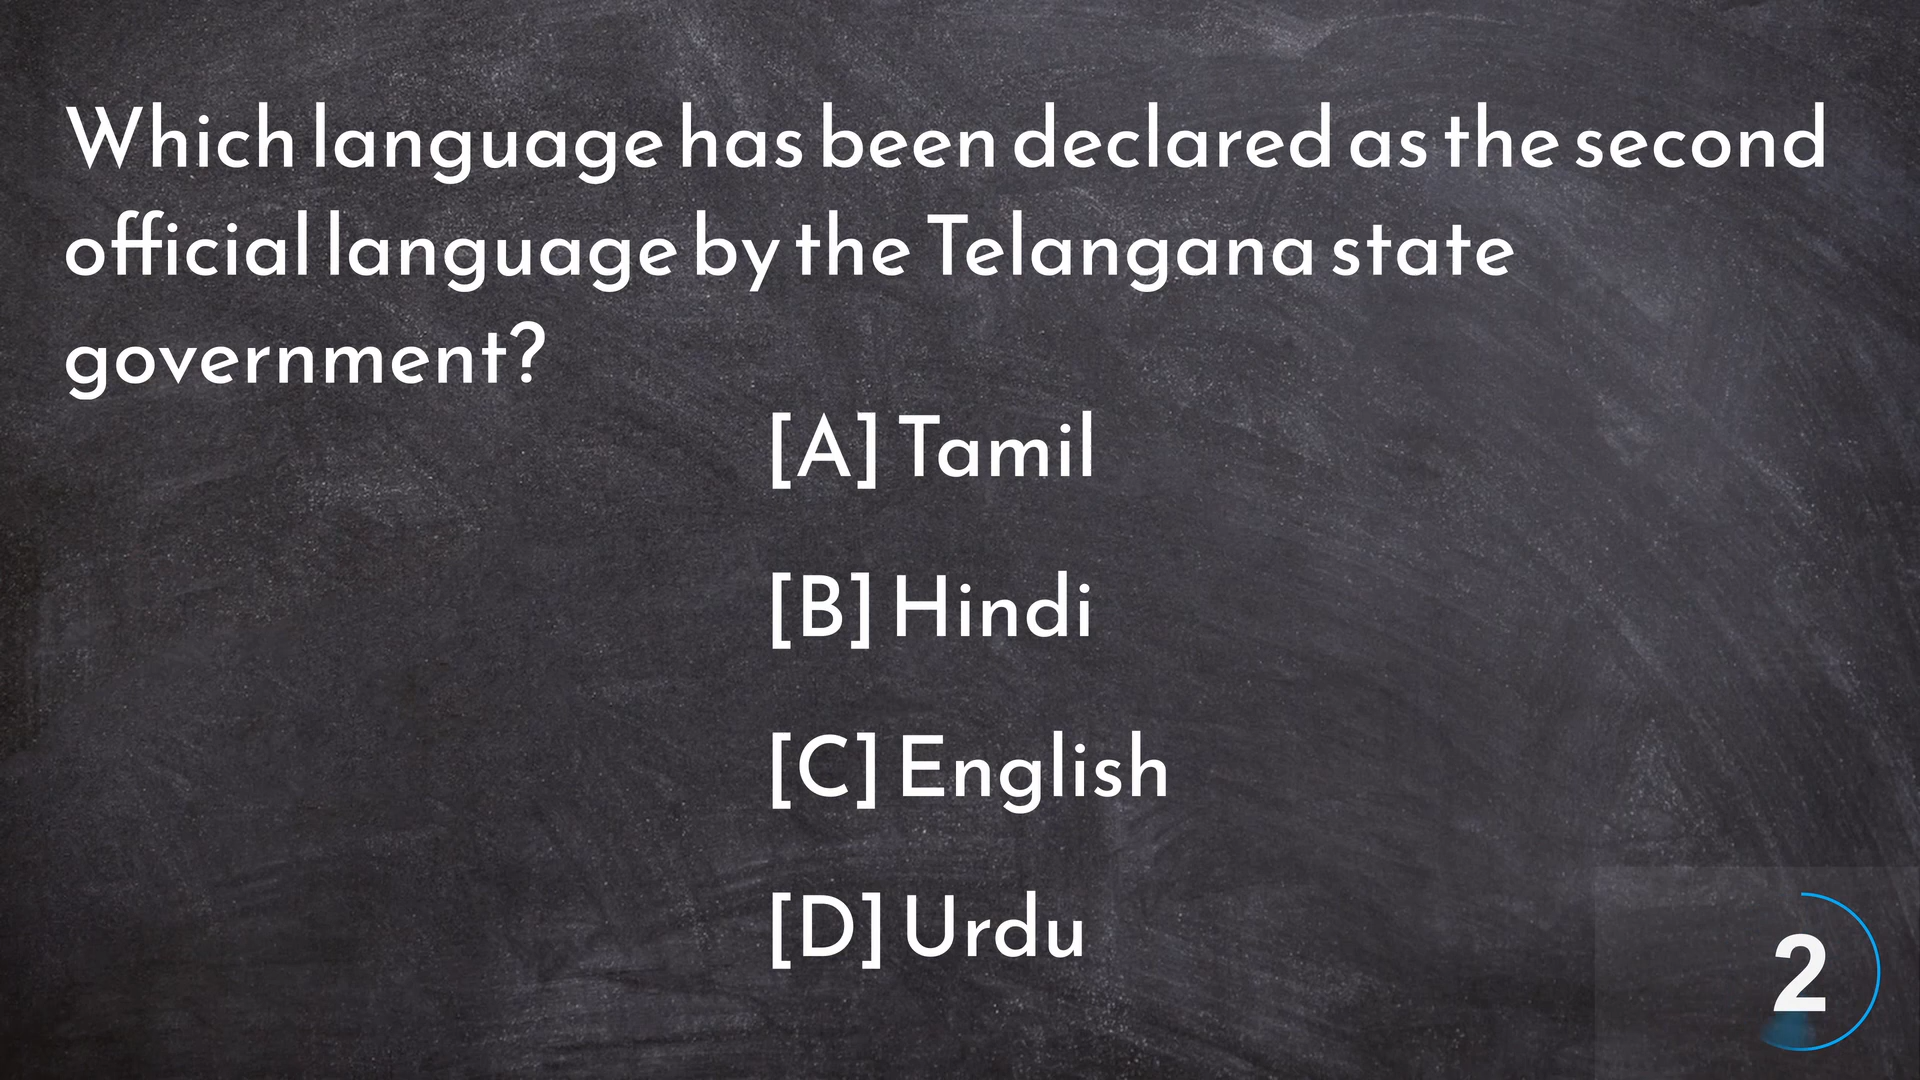 Which language has been declared as the second
official language by the Telangana state
government?
[A] Tamil
[B] Hindi
[C] English
[D] Urdu
2